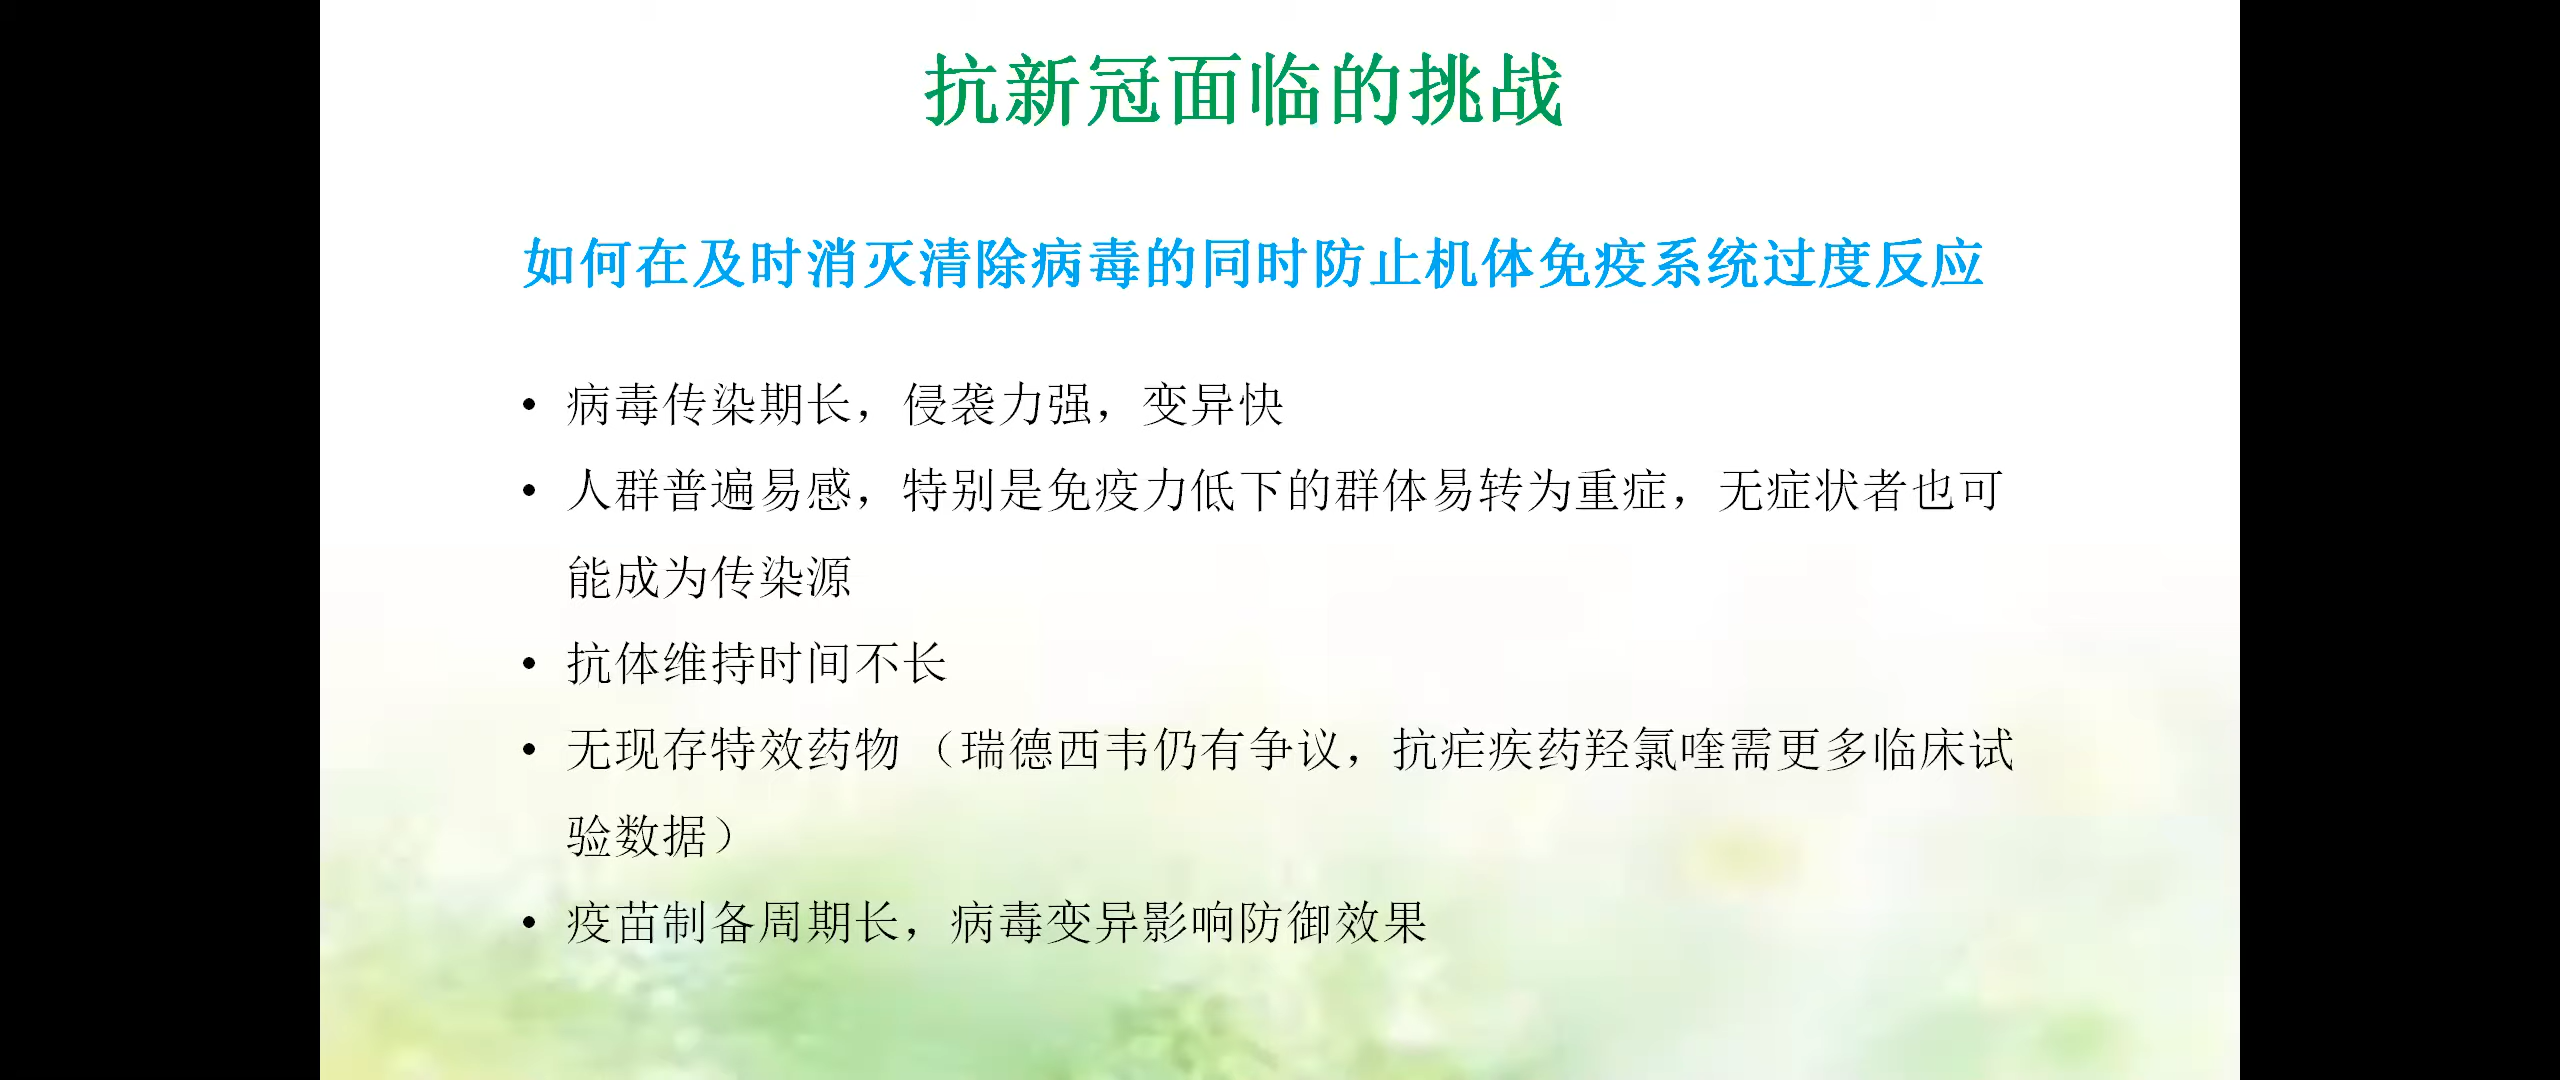 抗新冠面临的挑战
如何在及时消灭清除病毒的同时防止机体免疫系统过度反应
• 病毒传染期长，侵袭力强，变异快
• 人群普遍易感，特别是免疫力低下的群体易转为重症，无症状者也可
能成为传染源
• 抗体维持时间不长
• 无现存特效药物（瑞德西韦仍有争议，抗疟疾药羟氯喹需更多临床试
验数据）
• 疫苗制备周期长，病毒变异影响防御效果